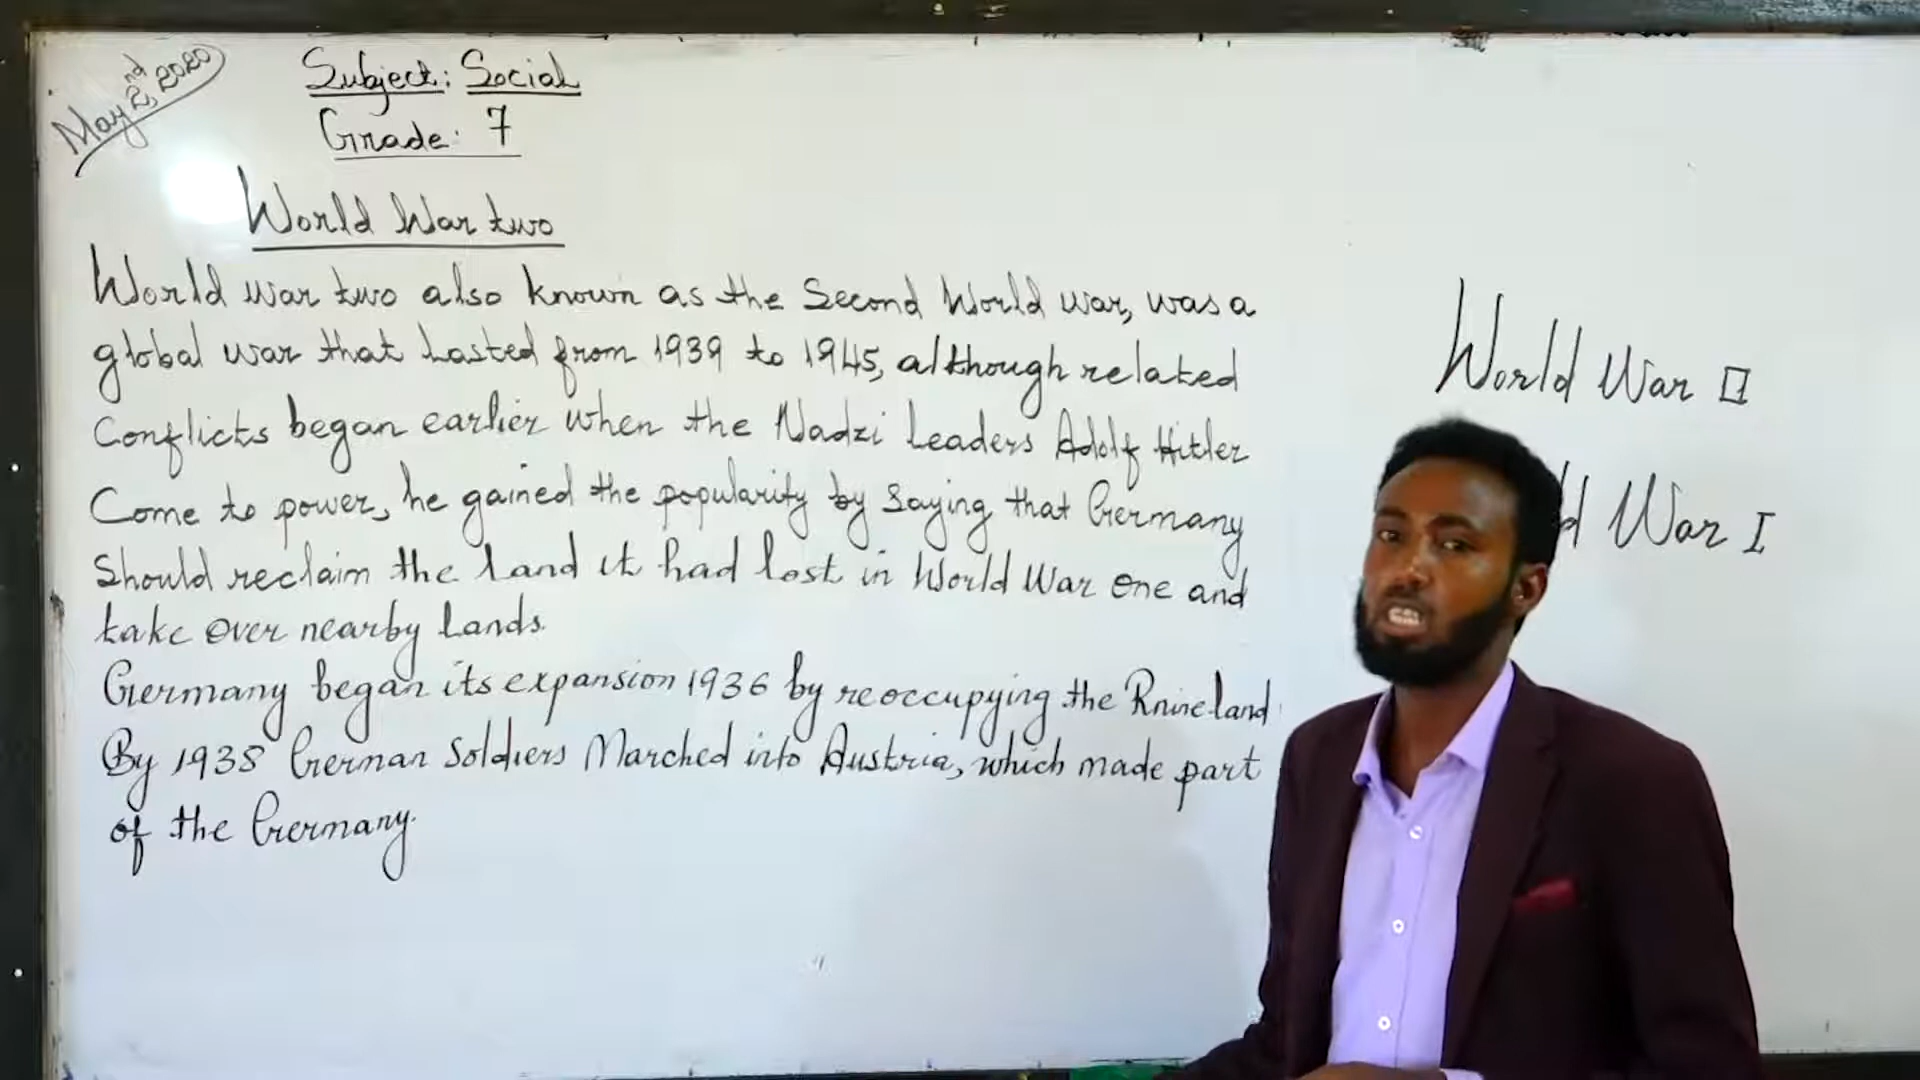 May 2nd, 2020
Subject: Social
Grade: 7
World War two
World war two also known as the Second World war, was a
global war that Lasted from 1939 to 1945, although related
Conflicts began earlier when the Nadzi Leaders Adolf Hitler
Come to power, he gained the popularity by Saying that Germany
Should reclaim the Land it had lost in World War one and
take over nearby Lands.
Germany began its expansion 1936 by reoccupying the Rhineland
By 1938 German Soldiers Marched into Austria, which made part
of the Germany.
World War II
War I